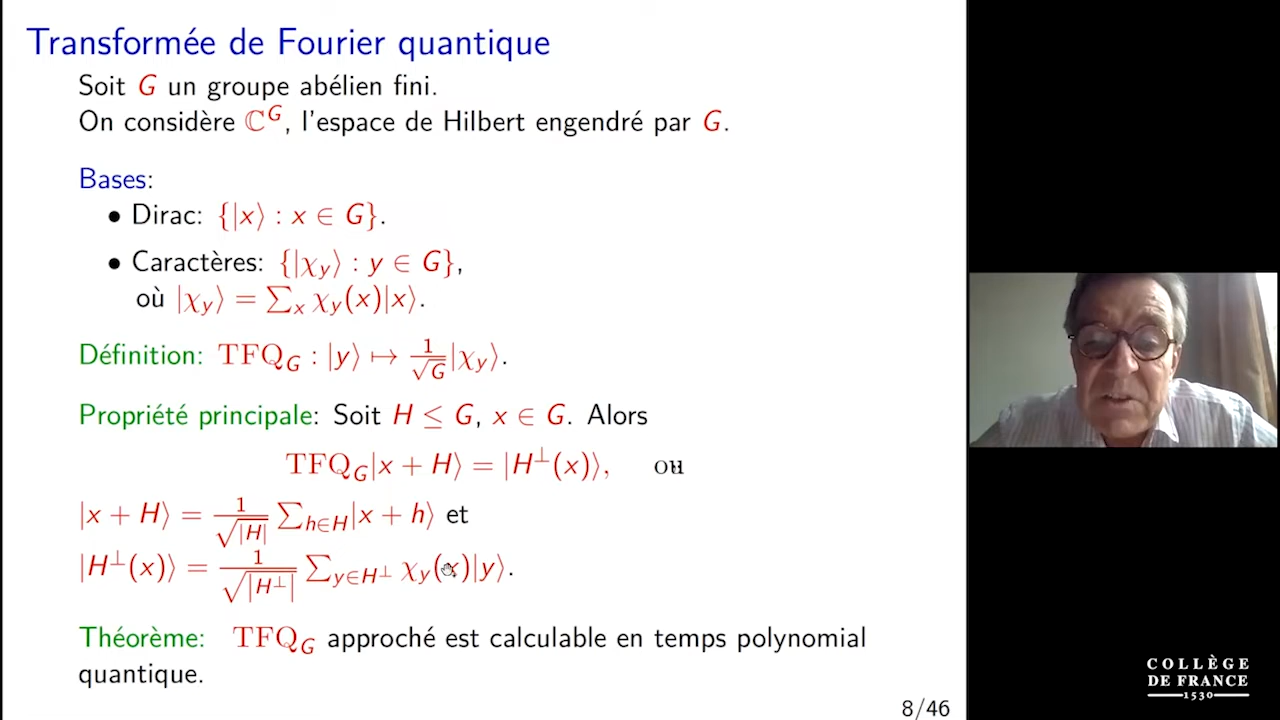 Transformée de Fourier quantique
Soit G un groupe abélien fini.
On considère ℂ^G, l'espace de Hilbert engendré par G.
Bases:
• Dirac: {|x⟩ : x ∈ G}.
• Caractères: {|χ_y⟩ : y ∈ G},
où |χ_y⟩ = ∑_x χ_y(x)|x⟩.
Définition: TFQ_G : |y⟩ ↦ 1/√G |χ_y⟩.
Propriété principale: Soit H ≤ G, x ∈ G. Alors
TFQ_G|x + H⟩ = |H^⊥(x)⟩, où
|x + H⟩ = 1/√|H| ∑_{h∈H}|x + h⟩ et
|H^⊥(x)⟩ = 1/√|H^⊥| ∑_{y∈H^⊥} χ_y(x)|y⟩.
Théorème: TFQ_G approché est calculable en temps polynomial
quantique.
8/46
COLLÈGE
DE FRANCE
1530